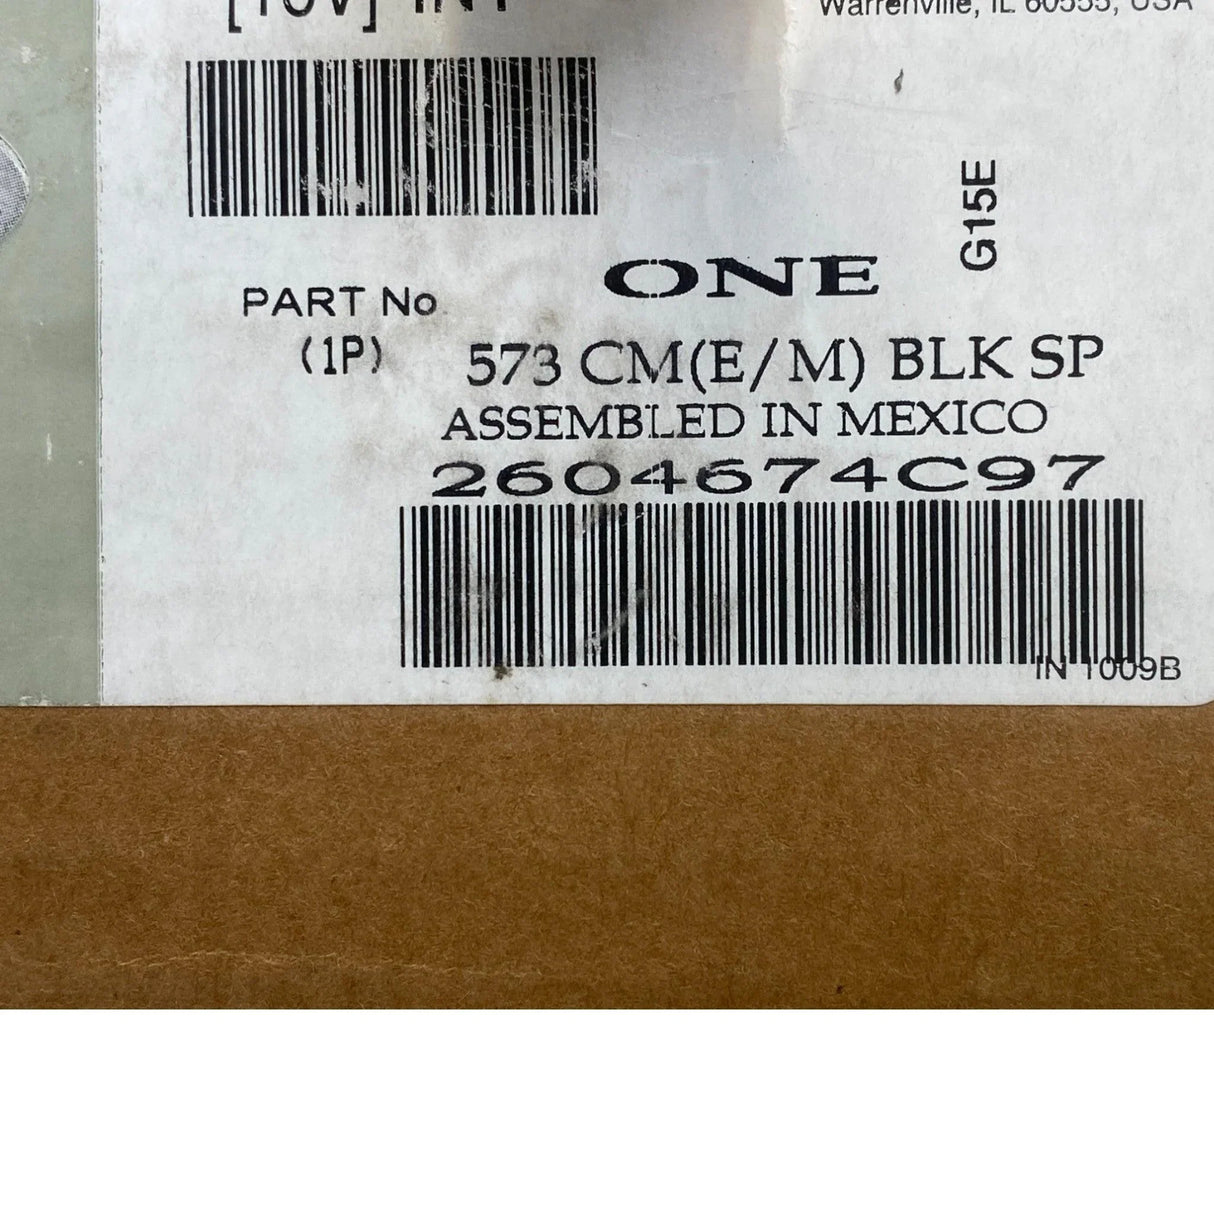 Warrenville, IL 60555, USA
G15E
ONE
PART No
(1P)
573 CM(E/M) BLK SP
ASSEMBLED IN MEXICO
2604674C97
IN 1009B